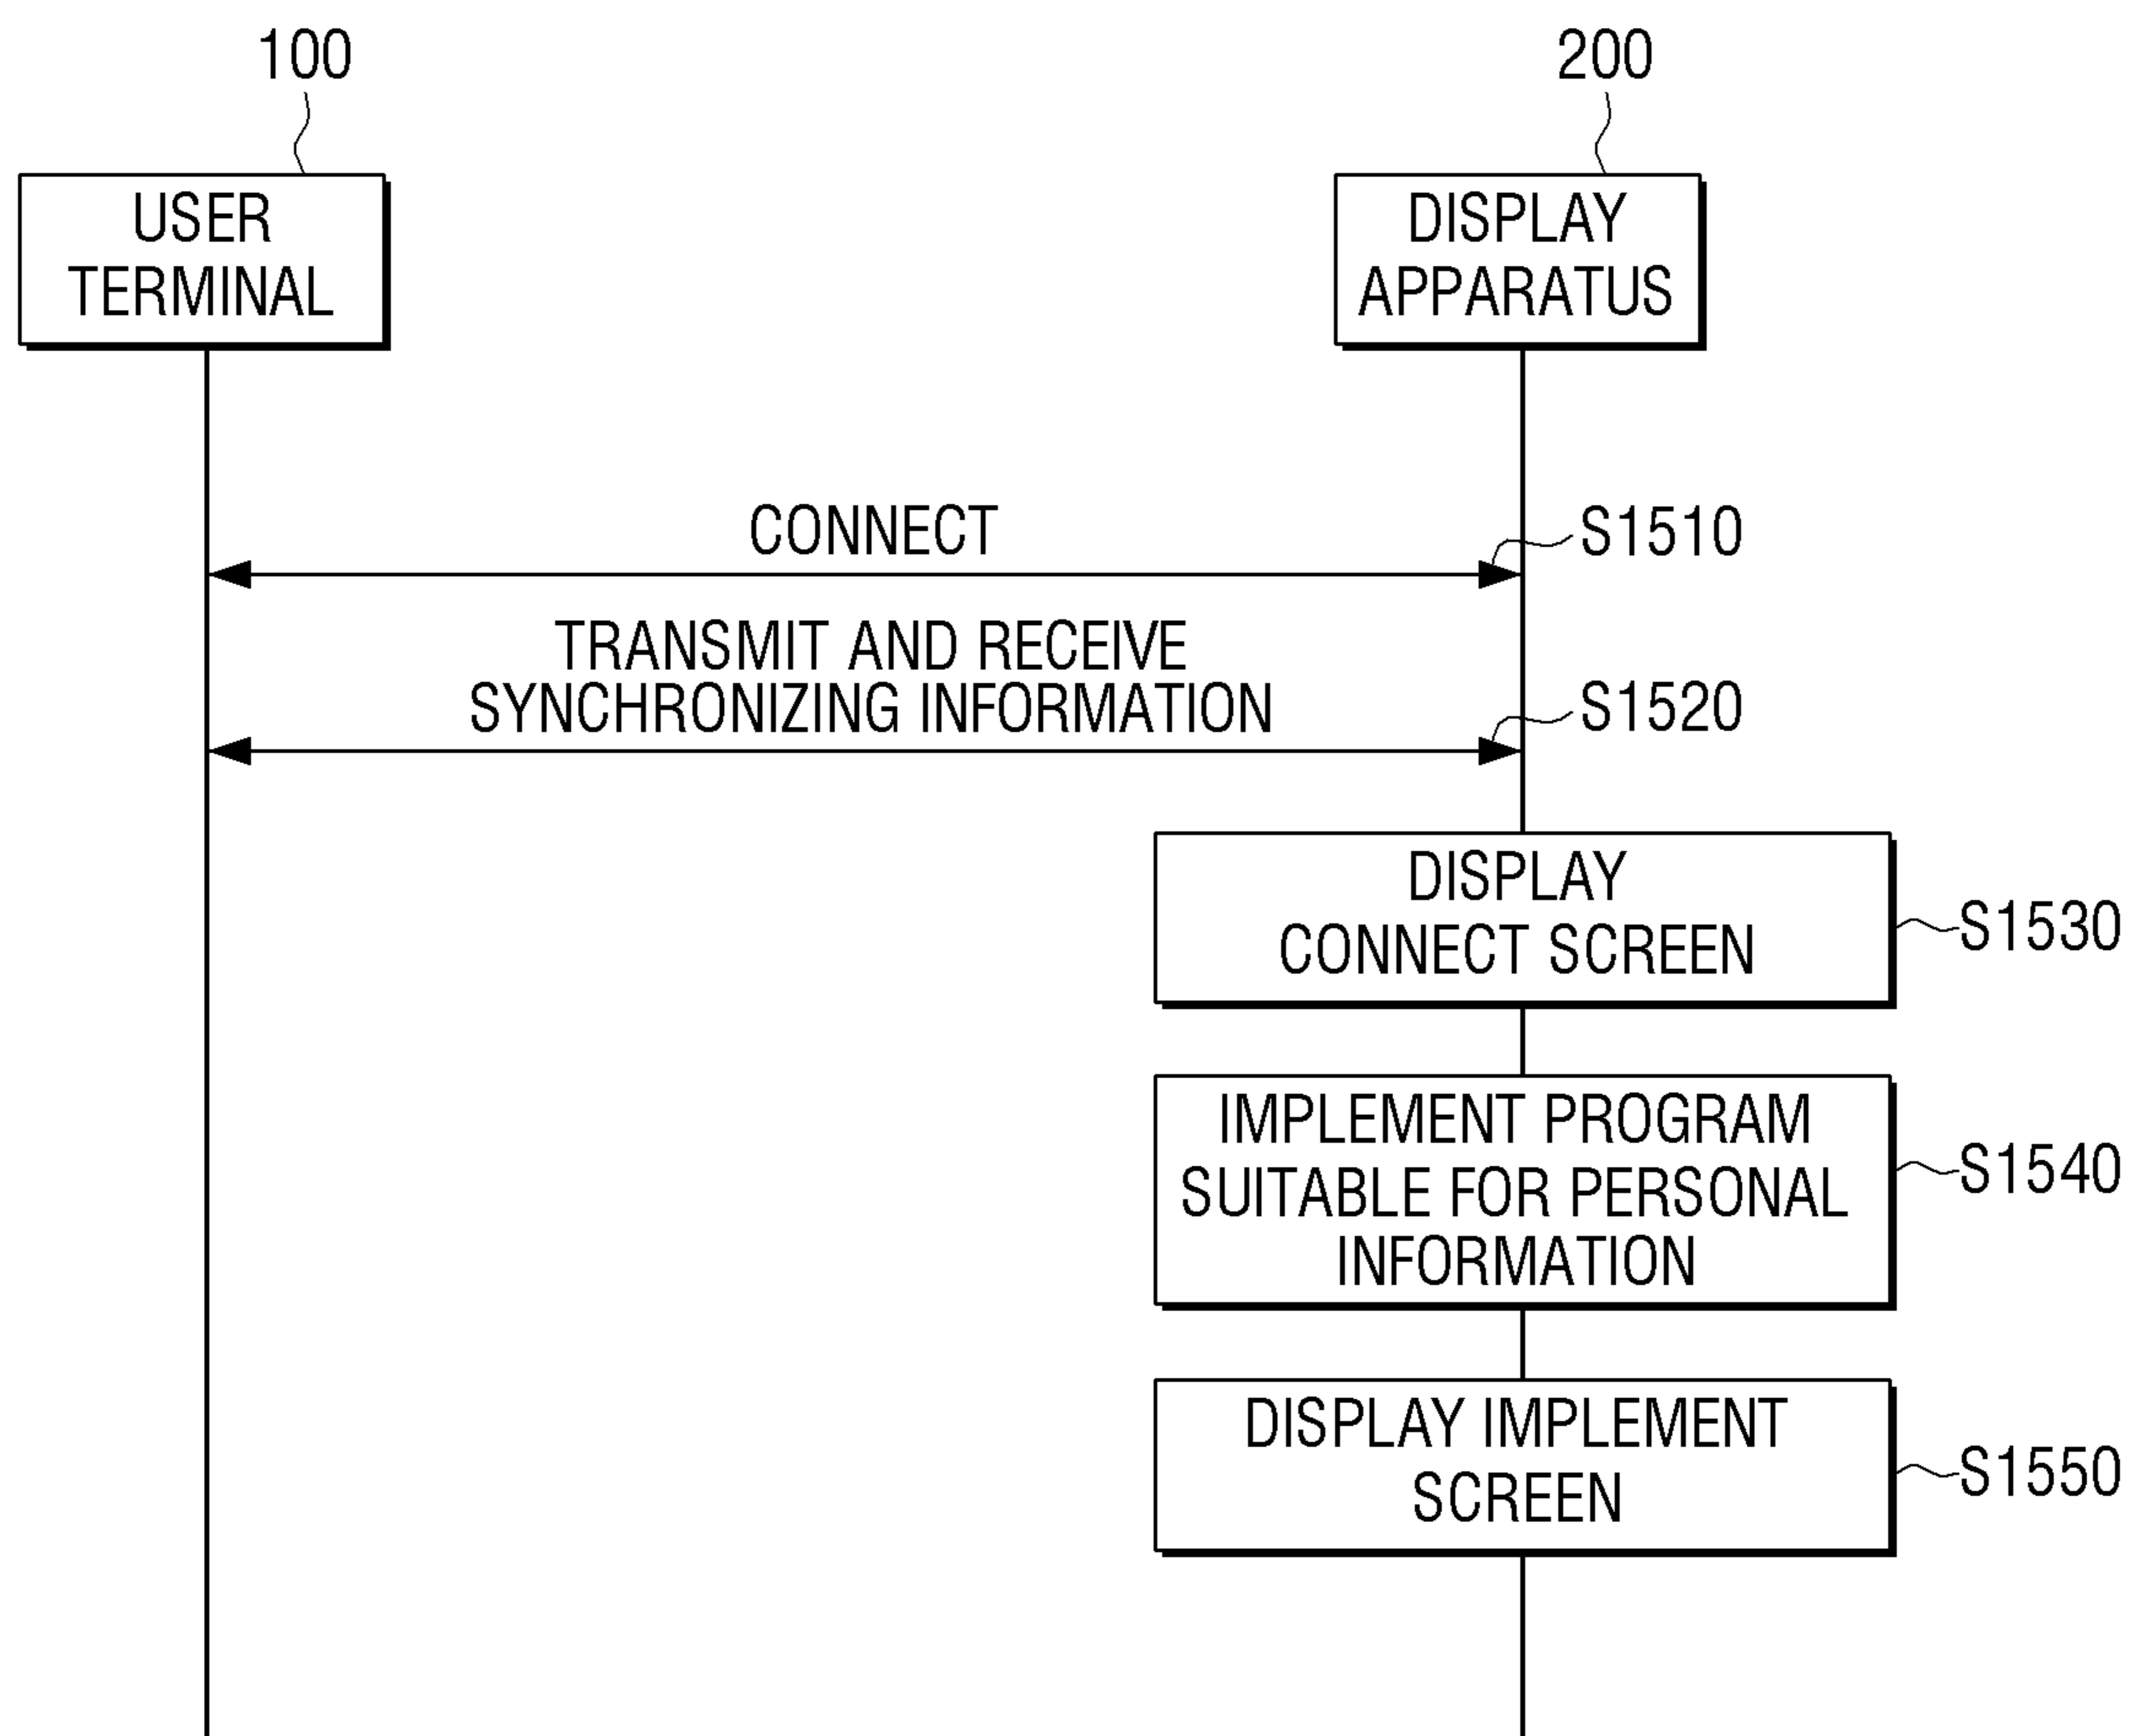 100
200
USER
TERMINAL
DISPLAY
APPARATUS
CONNECT
S1510
TRANSMIT AND RECEIVE
SYNCHRONIZING INFORMATION
S1520
DISPLAY
CONNECT SCREEN
S1530
IMPLEMENT PROGRAM
SUITABLE FOR PERSONAL
INFORMATION
S1540
DISPLAY IMPLEMENT
SCREEN
S1550